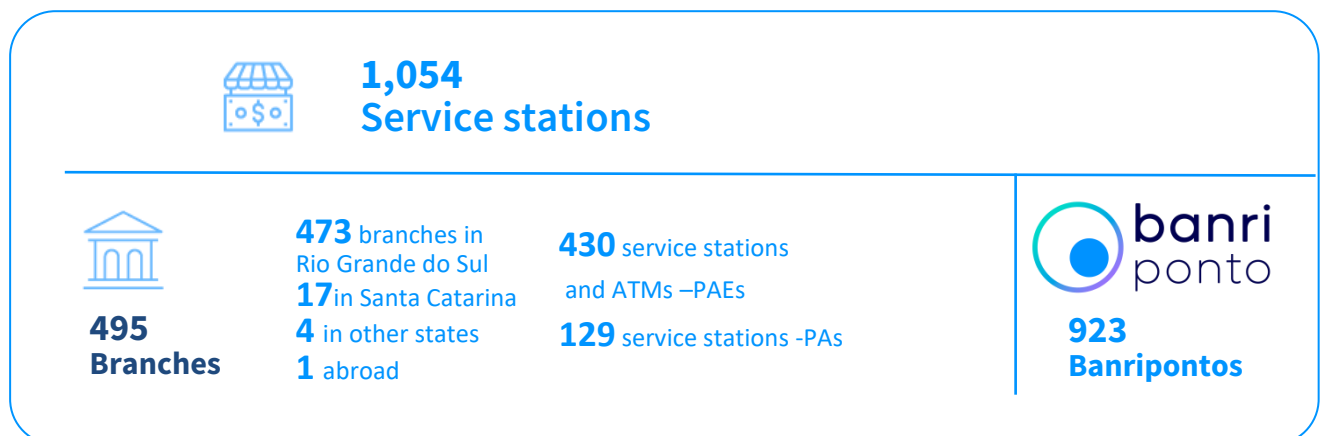 1,054
Service stations
495
Branches
473 branches in
Rio Grande do Sul
17in Santa Catarina
4 in other states
1 abroad
430 service stations
and ATMs –PAEs
129 service stations -PAs
banri
ponto
923
Banripontos